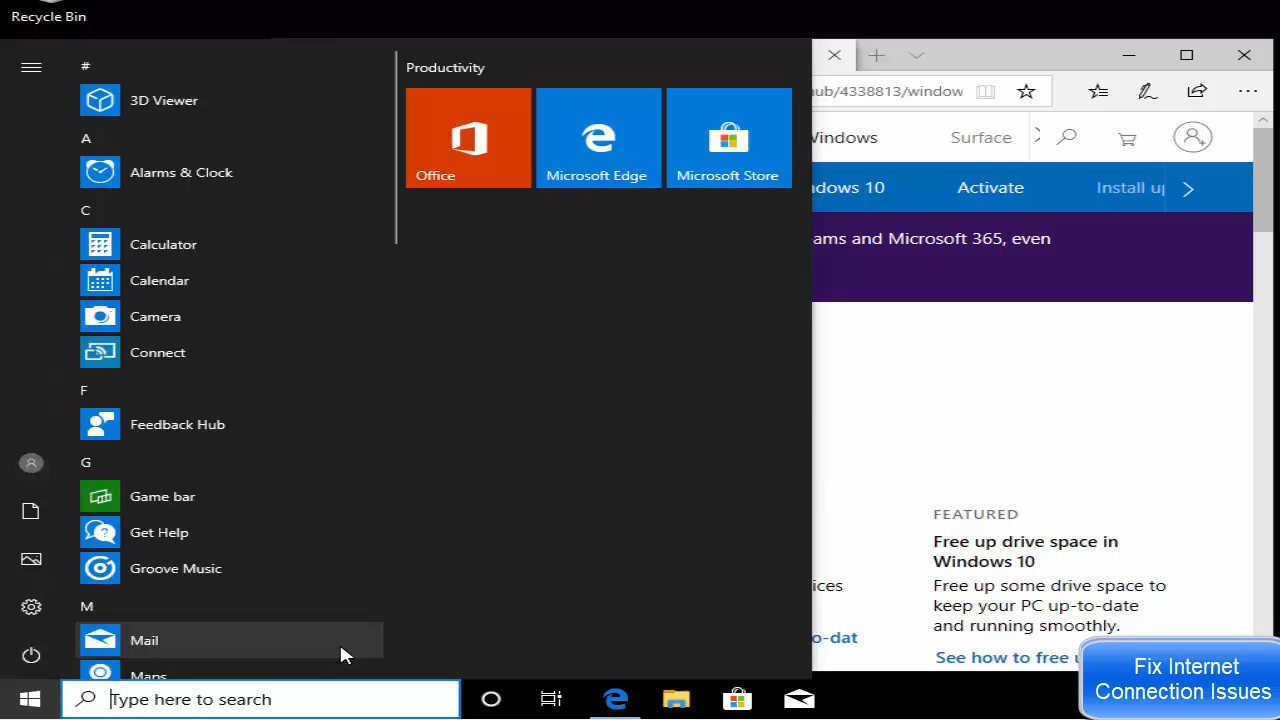 Recycle Bin
#
3D Viewer
A
Alarms & Clock
C
Calculator
Calendar
Camera
Connect
F
Feedback Hub
G
Game bar
Get Help
Groove Music
M
Mail
Maps
Productivity
Office
Microsoft Edge
Microsoft Store
ub/4338813/window
Windows
Surface
ndows 10
Activate
Install up
eams and Microsoft 365, even
FEATURED
Free up drive space in
Windows 10
Free up some drive space to
keep your PC up-to-date
and running smoothly.
See how to free u
ices
o-dat
Fix Internet
Connection Issues
Type here to search